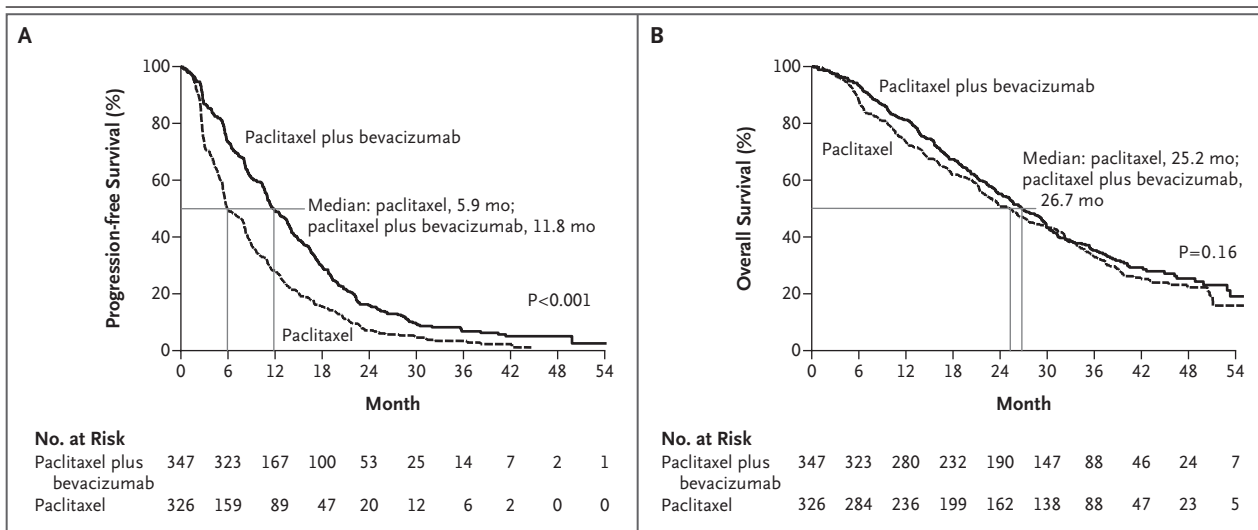 A
Progression-free Survival (%)
100
80
60
40
20
0
Paclitaxel plus bevacizumab
Median: paclitaxel, 5.9 mo;
paclitaxel plus bevacizumab, 11.8 mo
P<0.001
Paclitaxel
0 6 12 18 24 30 36 42 48 54
Month
No. at Risk
Paclitaxel plus 347 323 167 100 53 25 14 7 2 1
bevacizumab
Paclitaxel 326 159 89 47 20 12 6 2 0 0
B
Overall Survival (%)
100
80
60
40
20
0
Paclitaxel plus bevacizumab
Paclitaxel
Median: paclitaxel, 25.2 mo;
paclitaxel plus bevacizumab,
26.7 mo
P=0.16
0 6 12 18 24 30 36 42 48 54
Month
No. at Risk
Paclitaxel plus 347 323 280 232 190 147 88 46 24 7
bevacizumab
Paclitaxel 326 284 236 199 162 138 88 47 23 5